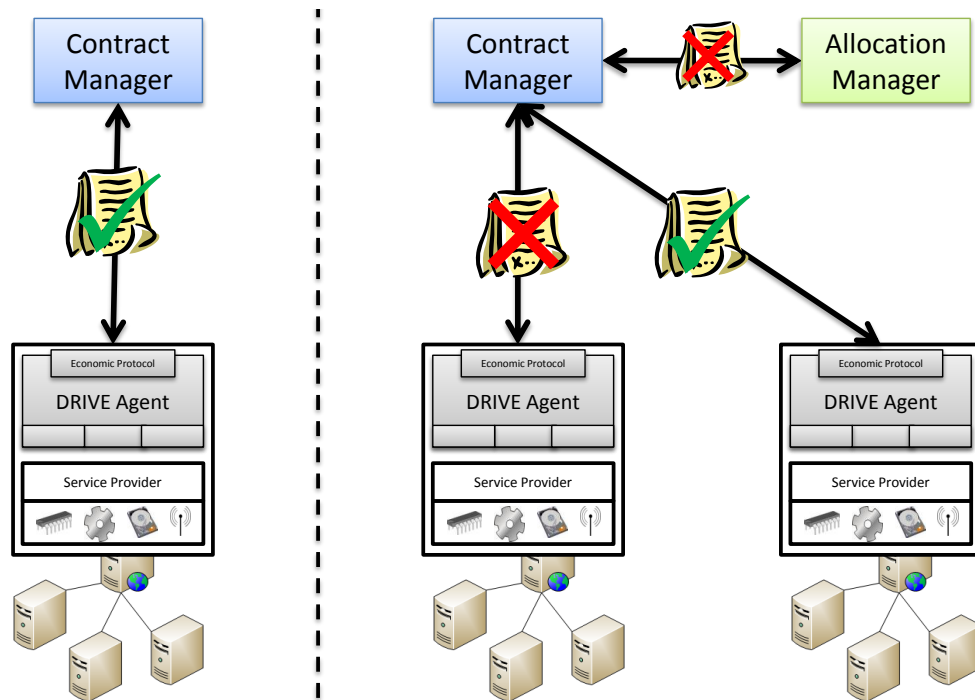 Contract
Manager
Contract
Manager
Allocation
Manager
Economic Protocol
DRIVE Agent
Service Provider
Economic Protocol
DRIVE Agent
Service Provider
Economic Protocol
DRIVE Agent
Service Provider